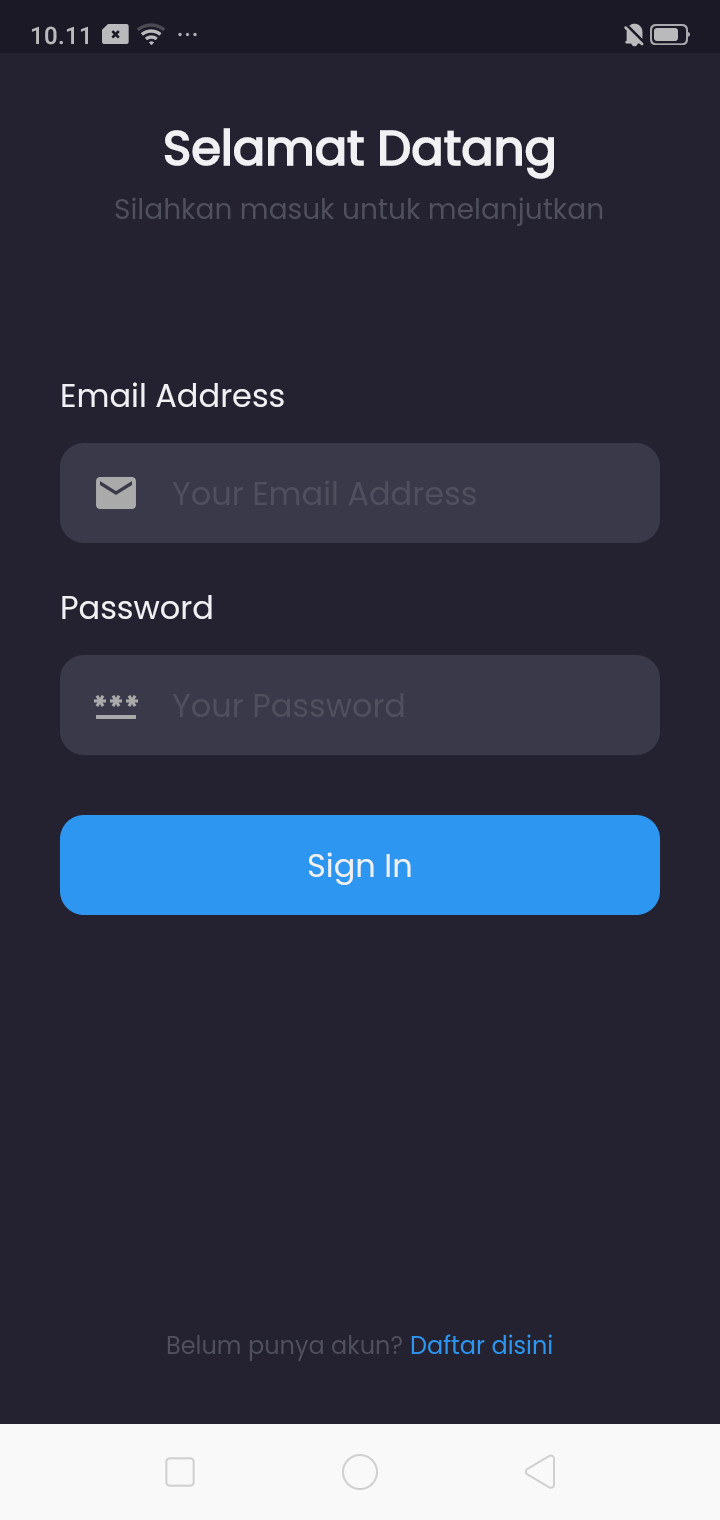 10.11
Selamat Datang
Silahkan masuk untuk melanjutkan
Email Address
Your Email Address
Password
Your Password
Sign In
Belum punya akun? Daftar disini